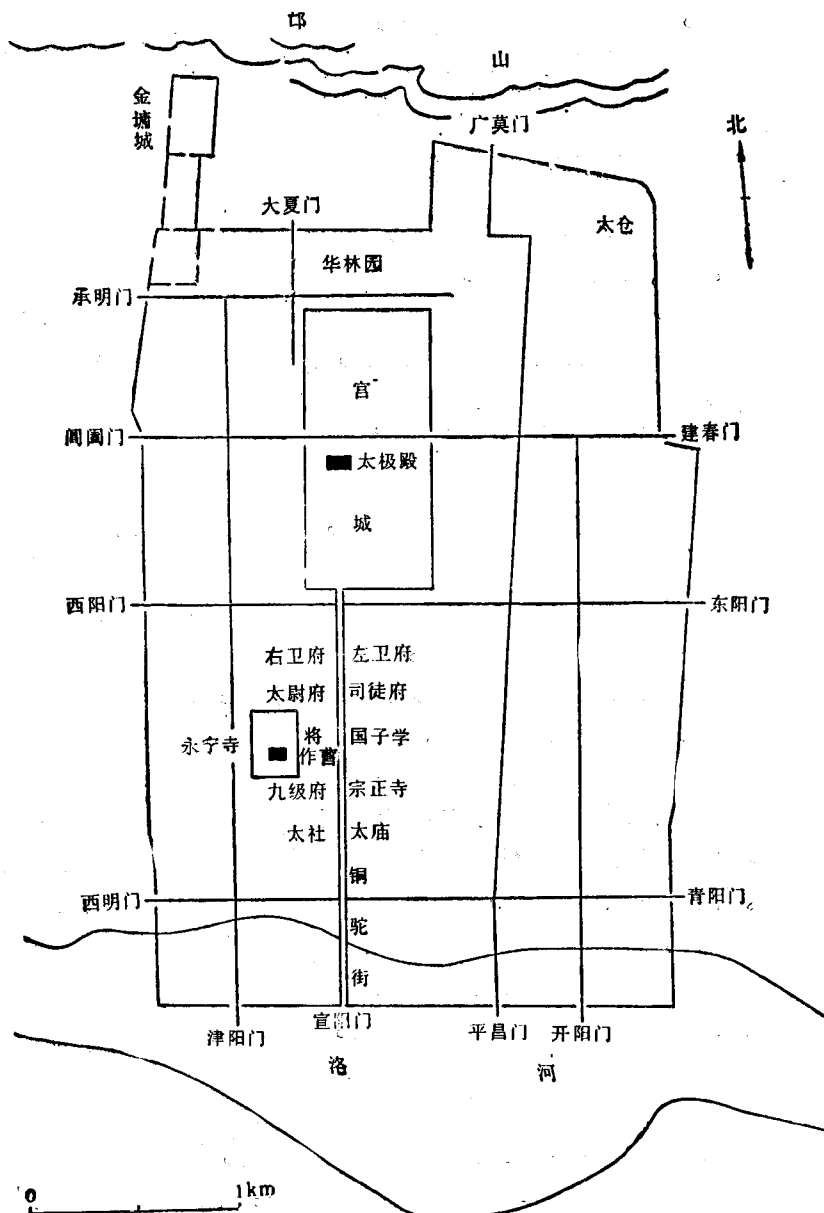 邙
山
金墉城
广莫门
北
大夏门
太仓
华林园
承明门
宫
阊阖门
建春门
太极殿
城
西阳门
东阳门
右卫府
左卫府
太尉府
司徒府
永宁寺
将
作曹
国子学
九级府
宗正寺
太社
太庙
铜
驼
街
西明门
青阳门
津阳门
宣阳门
平昌门
开阳门
洛
河
0
1km